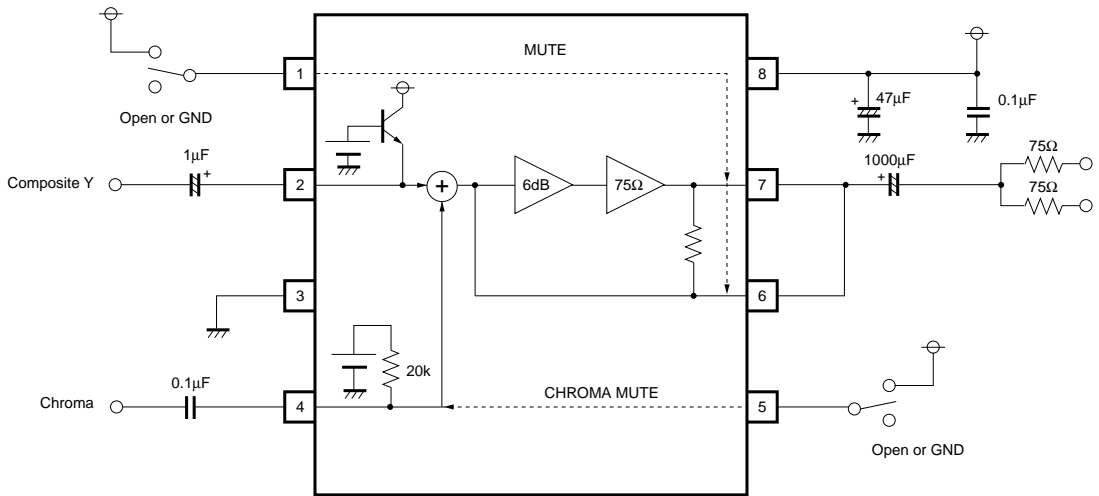 MUTE
1
8
Open or GND
47μF
+
0.1μF
1μF
+
1000μF
+
75Ω
75Ω
Composite Y
2
+
6dB
75Ω
7
3
6
20k
0.1μF
CHROMA MUTE
Chroma
4
5
Open or GND